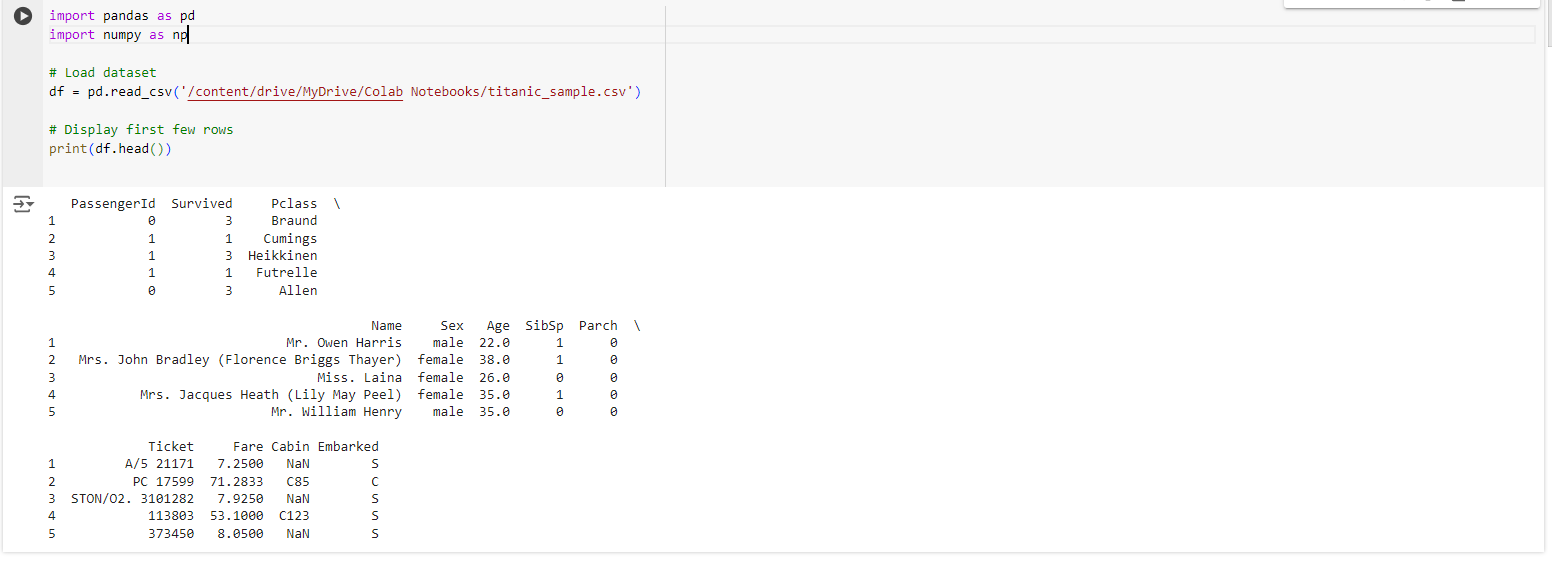 import pandas as pd
import numpy as np
# Load dataset
df = pd.read_csv('/content/drive/MyDrive/Colab Notebooks/titanic_sample.csv')
# Display first few rows
print(df.head())
PassengerId Survived Pclass \
1 0 3 Braund
2 1 1 Cumings
3 1 3 Heikkinen
4 1 1 Futrelle
5 0 3 Allen
Name Sex Age SibSp Parch \
1 Mr. Owen Harris male 22.0 1 0
2 Mrs. John Bradley (Florence Briggs Thayer) female 38.0 1 0
3 Miss. Laina female 26.0 0 0
4 Mrs. Jacques Heath (Lily May Peel) female 35.0 1 0
5 Mr. William Henry male 35.0 0 0
Ticket Fare Cabin Embarked
1 A/5 21171 7.2500 NaN S
2 PC 17599 71.2833 C85 C
3 STON/O2. 3101282 7.9250 NaN S
4 113803 53.1000 C123 S
5 373450 8.0500 NaN S